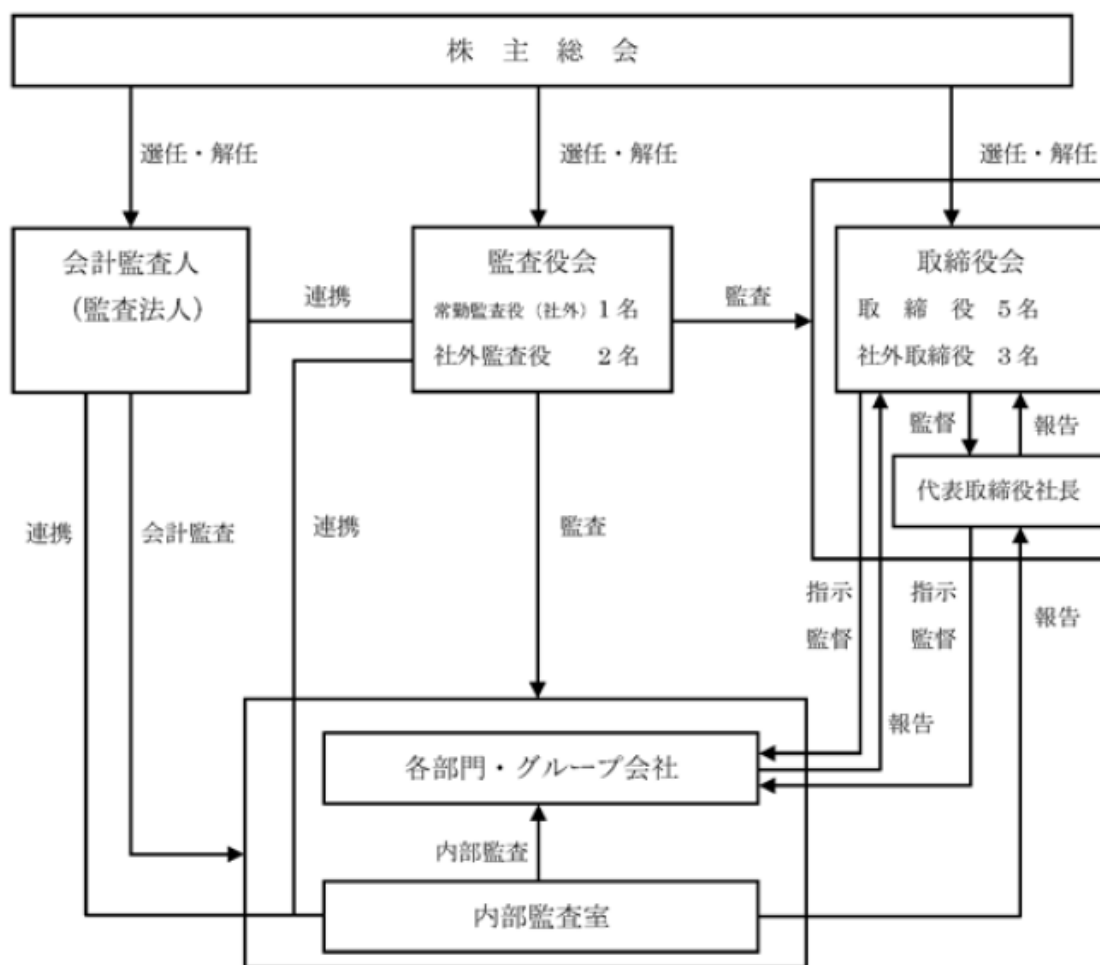 株 主 総 会
選任・解任
選任・解任
選任・解任
会計監査人
（監査法人）
連携
監査役会
常勤監査役（社外）1名
社外監査役 2名
監査
取締役会
取 締 役 5名
社外取締役 3名
監督
報告
代表取締役社長
連携
会計監査
連携
監査
指示
監督
指示
監督
報告
報告
各部門・グループ会社
内部監査
内部監査室